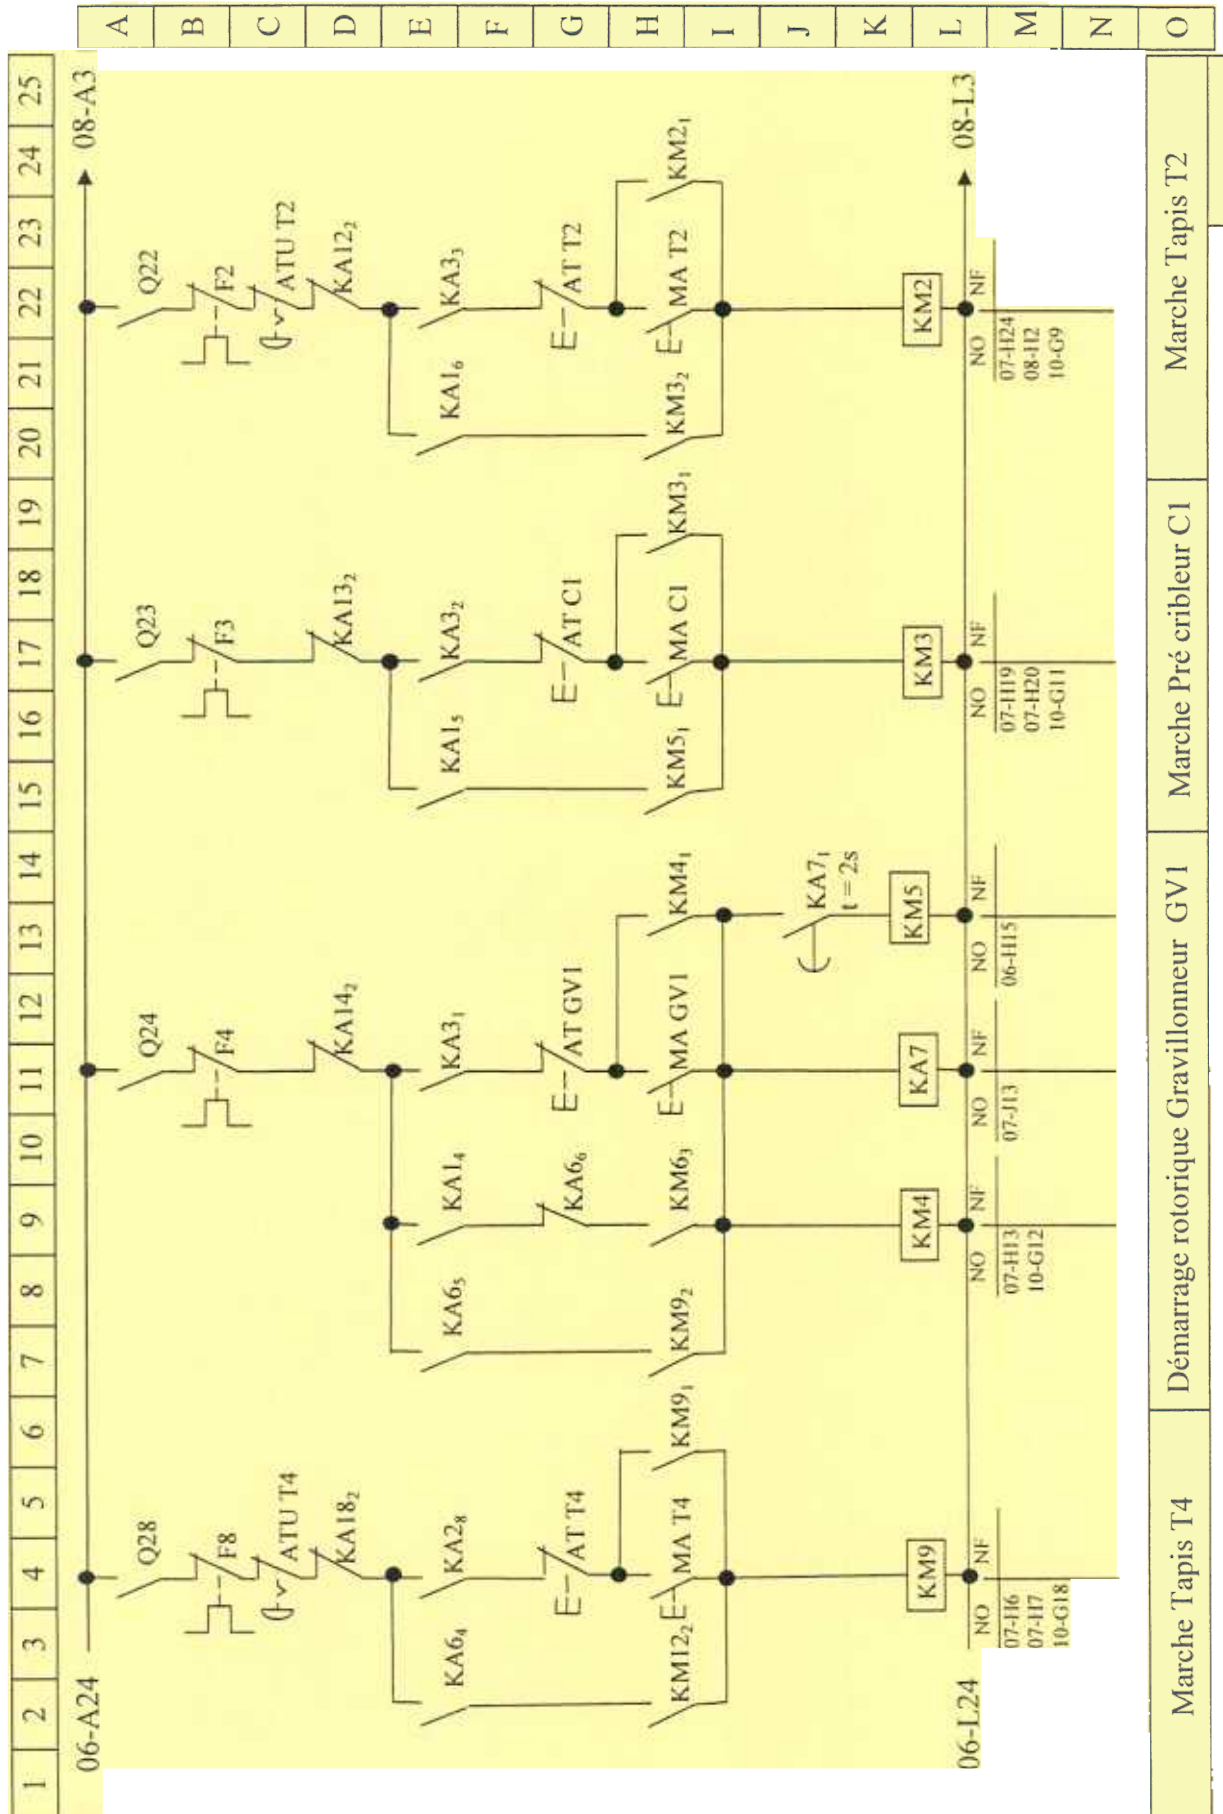 1 2 3 4 5 6 7 8 9 10 11 12 13 14 15 16 17 18 19 20 21 22 23 24 25
A
B
C
D
E
F
G
H
I
J
K
L
M
N
O
06-A24
08-A3
Q28
F8
ATU T4
KA18₂
KA6₄
KA2₈
AT T4
KM12₂
MA T4
KM9₁
KM9
NO NF
07-H6
07-H7
10-G18
Q24
F4
KA14₂
KA6₅
KA1₄
KA3₁
KA6₆
AT GV1
KM9₂
KM6₃
MA GV1
KM4₁
KA7₁
t = 2s
KM4
KA7
KM5
NO NF
07-H13
10-G12
NO NF
07-J13
NO NF
06-H15
Q23
F3
KA13₂
KA1₅
KA3₂
AT C1
KM5₁
MA C1
KM3₁
KM3
NO NF
07-H19
07-H20
10-G11
Q22
F2
ATU T2
KA12₂
KA1₆
KA3₃
AT T2
KM3₂
MA T2
KM2₁
KM2
NO NF
07-H24
08-H2
10-G9
06-L24
08-L3
Marche Tapis T4
Démarrage rotorique Gravillonneur GV1
Marche Pré cribleur C1
Marche Tapis T2